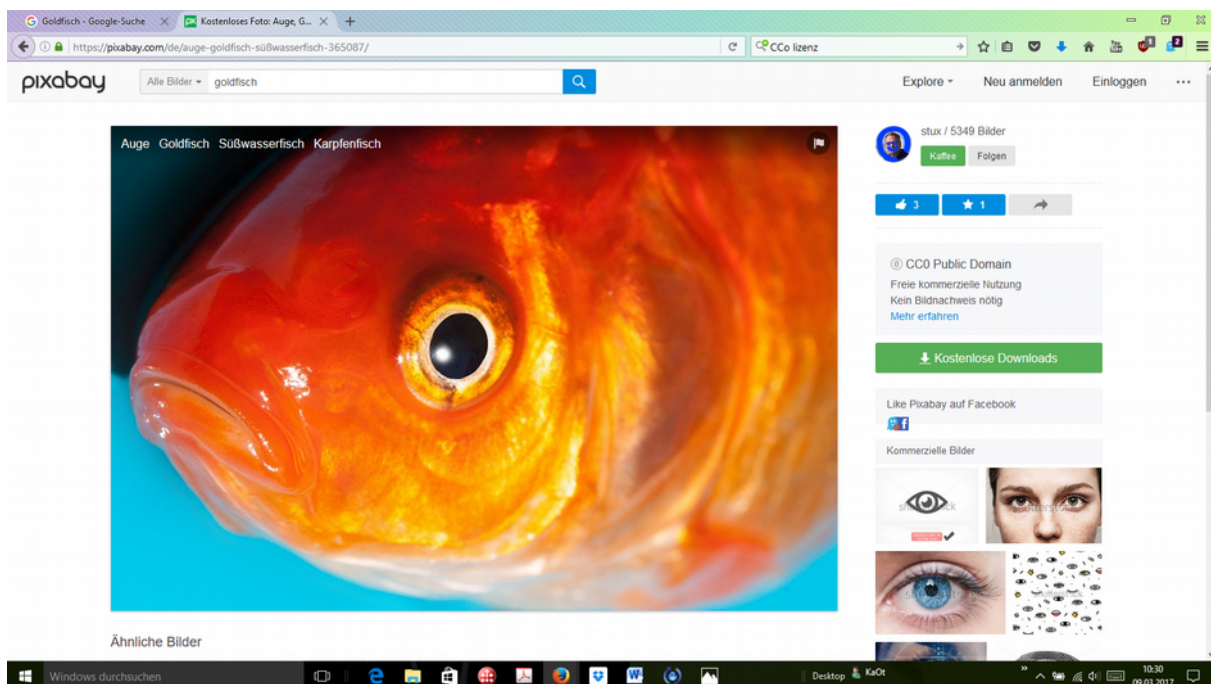 Goldfisch - Google-Suche
Kostenloses Foto: Auge, G...
https://pixabay.com/de/auge-goldfisch-süßwasserfisch-365087/
CCo lizenz
1
2
pixabay
Alle Bilder
goldfisch
Explore
Neu anmelden
Einloggen
Auge Goldfisch Süßwasserfisch Karpfenfisch
stux / 5349 Bilder
Kaffee
Folgen
3
1
CC0 Public Domain
Freie kommerzielle Nutzung
Kein Bildnachweis nötig
Mehr erfahren
Kostenlose Downloads
Like Pixabay auf Facebook
Kommerzielle Bilder
Ähnliche Bilder
Windows durchsuchen
Desktop
KaOt
10:30
09.03.2017